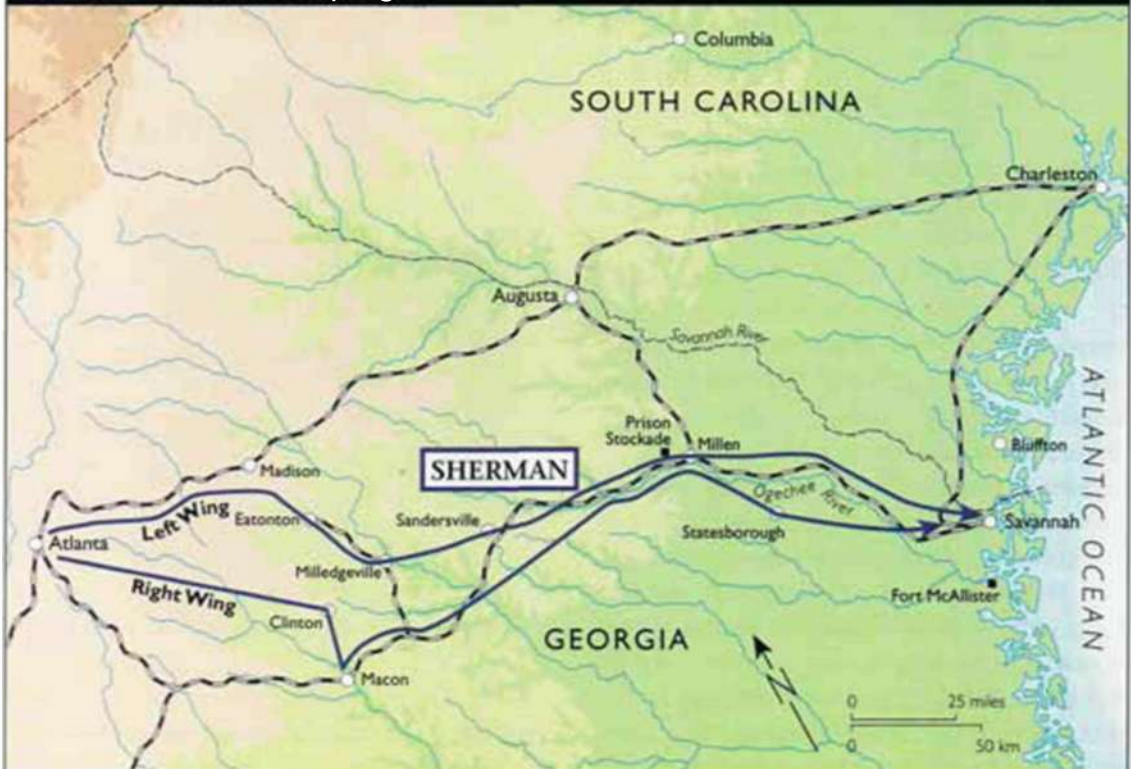 Columbia
SOUTH CAROLINA
Charleston
Augusta
Savannah River
ATLANTIC OCEAN
Prison
Stockade
Millen
Bluffton
Madison
SHERMAN
Left Wing
Eatonton
Sandersville
Ogechee River
Statesborough
Savannah
Atlanta
Milledgeville
Right Wing
Clinton
Fort McAllister
GEORGIA
Macon
N
0 25 miles
0 50 km